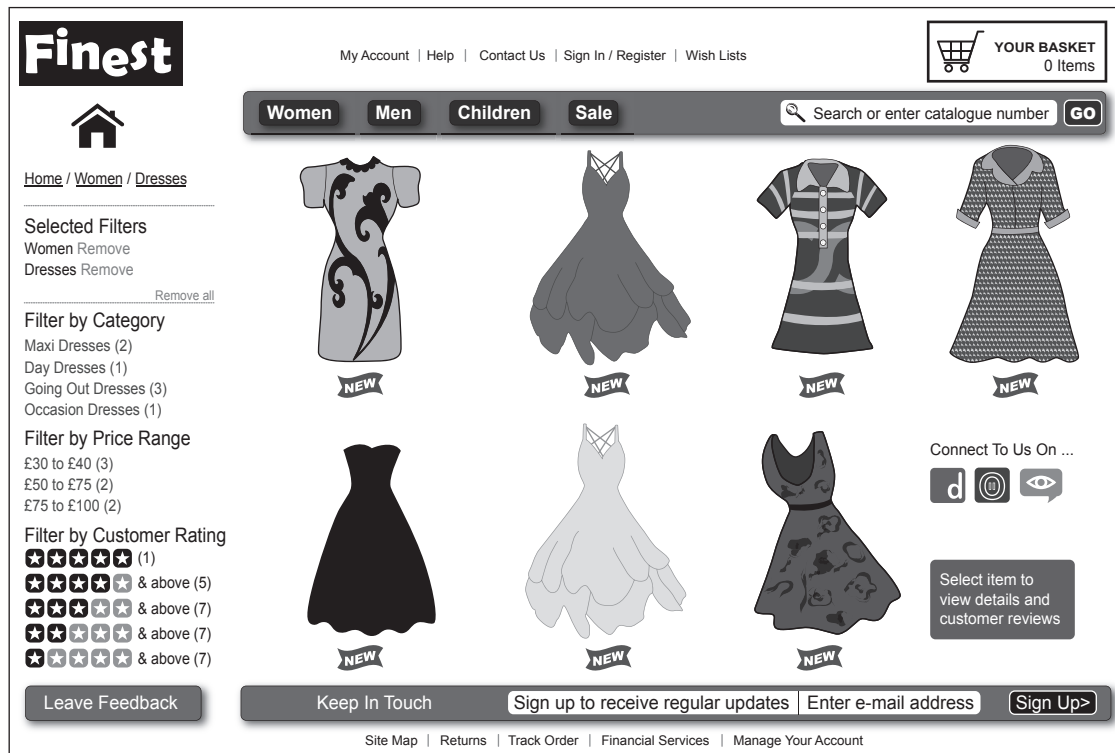 Finest
My Account | Help | Contact Us | Sign In / Register | Wish Lists
YOUR BASKET
0 Items
Women Men Children Sale
Search or enter catalogue number GO
Home / Women / Dresses
Selected Filters
Women Remove
Dresses Remove
Remove all
Filter by Category
Maxi Dresses (2)
Day Dresses (1)
Going Out Dresses (3)
Occasion Dresses (1)
Filter by Price Range
£30 to £40 (3)
£50 to £75 (2)
£75 to £100 (2)
Filter by Customer Rating
(1)
& above (5)
& above (7)
& above (7)
& above (7)
NEW NEW NEW NEW
Connect To Us On ...
d
Select item to
view details and
customer reviews
NEW NEW NEW
Leave Feedback
Keep In Touch Sign up to receive regular updates Enter e-mail address Sign Up>
Site Map | Returns | Track Order | Financial Services | Manage Your Account